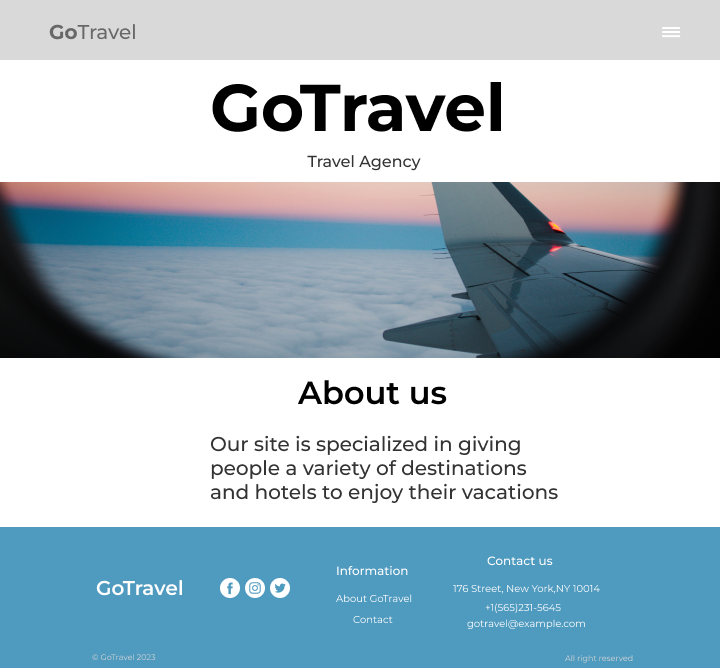 GoTravel
GoTravel
Travel Agency
About us
Our site is specialized in giving
people a variety of destinations
and hotels to enjoy their vacations
GoTravel
Information
About GoTravel
Contact
Contact us
176 Street, New York,NY 10014
+1(565)231-5645
gotravel@example.com
© GoTravel 2023
All right reserved